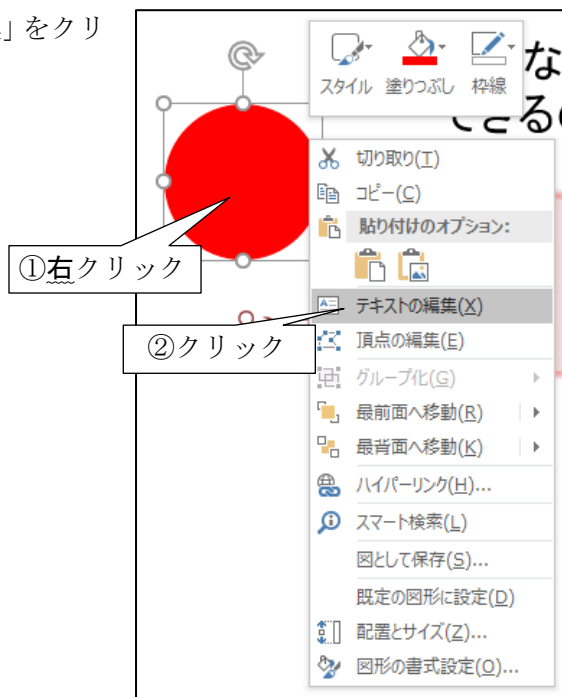 」をクリ
スタイル 塗りつぶし 枠線
な
できる
切り取り(T)
コピー(C)
貼り付けのオプション:
①右クリック
テキストの編集(X)
②クリック
頂点の編集(E)
グループ化(G)
最前面へ移動(R)
最背面へ移動(K)
ハイパーリンク(H)...
スマート検索(L)
図として保存(S)...
既定の図形に設定(D)
配置とサイズ(Z)...
図形の書式設定(O)...